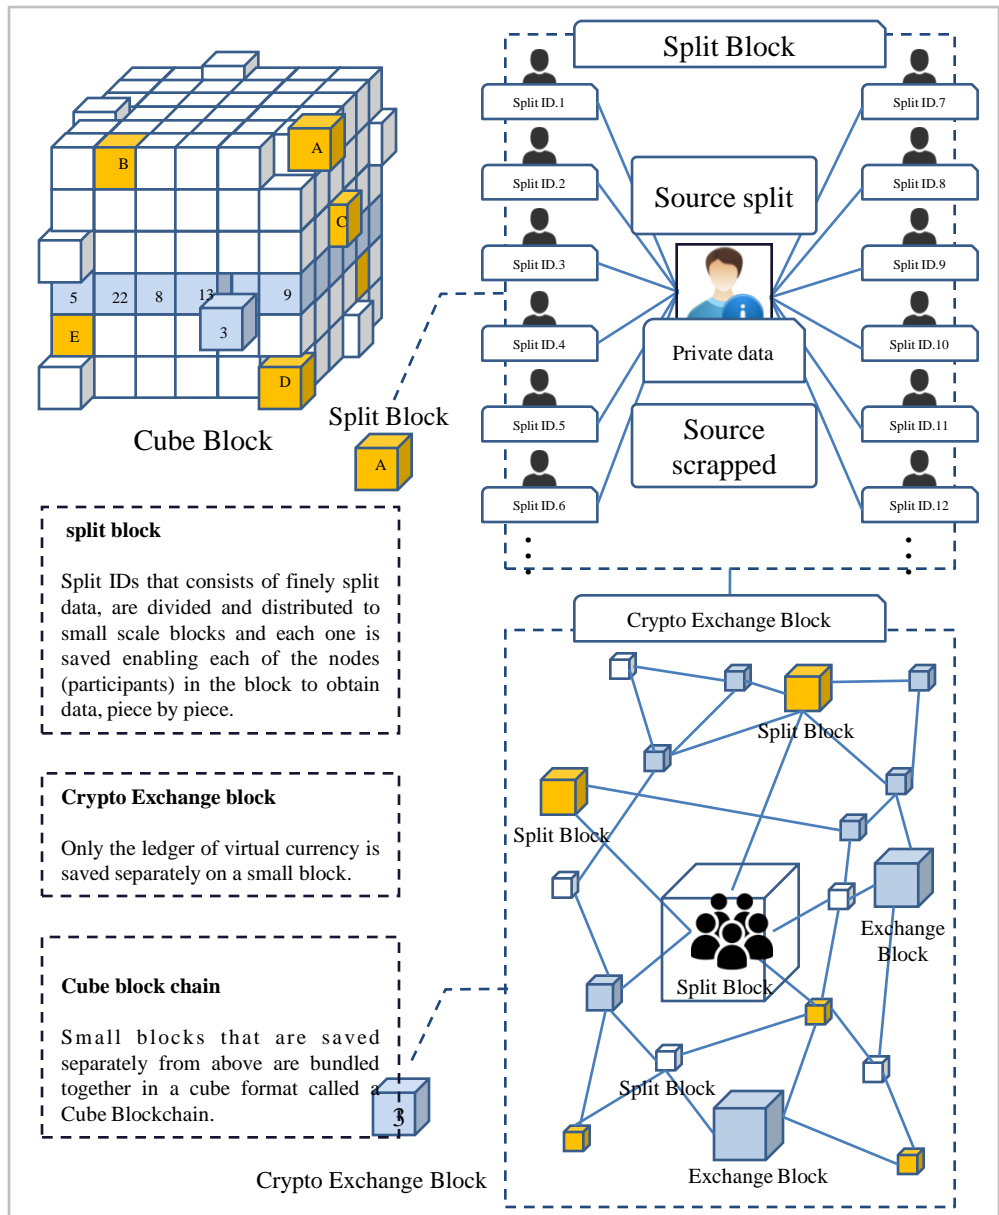 B
A
C
5
22
8
13
9
3
E
D
Cube Block
Split Block
A
Split Block
Split ID.1
Split ID.2
Split ID.3
Split ID.4
Split ID.5
Split ID.6
Source split
Private data
Source
scrapped
Split ID.7
Split ID.8
Split ID.9
Split ID.10
Split ID.11
Split ID.12
split block
Split IDs that consists of finely split
data, are divided and distributed to
small scale blocks and each one is
saved enabling each of the nodes
(participants) in the block to obtain
data, piece by piece.
Crypto Exchange block
Only the ledger of virtual currency is
saved separately on a small block.
Cube block chain
Small blocks that are saved
separately from above are bundled
together in a cube format called a
Cube Blockchain.
3
Crypto Exchange Block
Crypto Exchange Block
Split Block
Split Block
Exchange
Block
Split Block
Split Block
Exchange Block